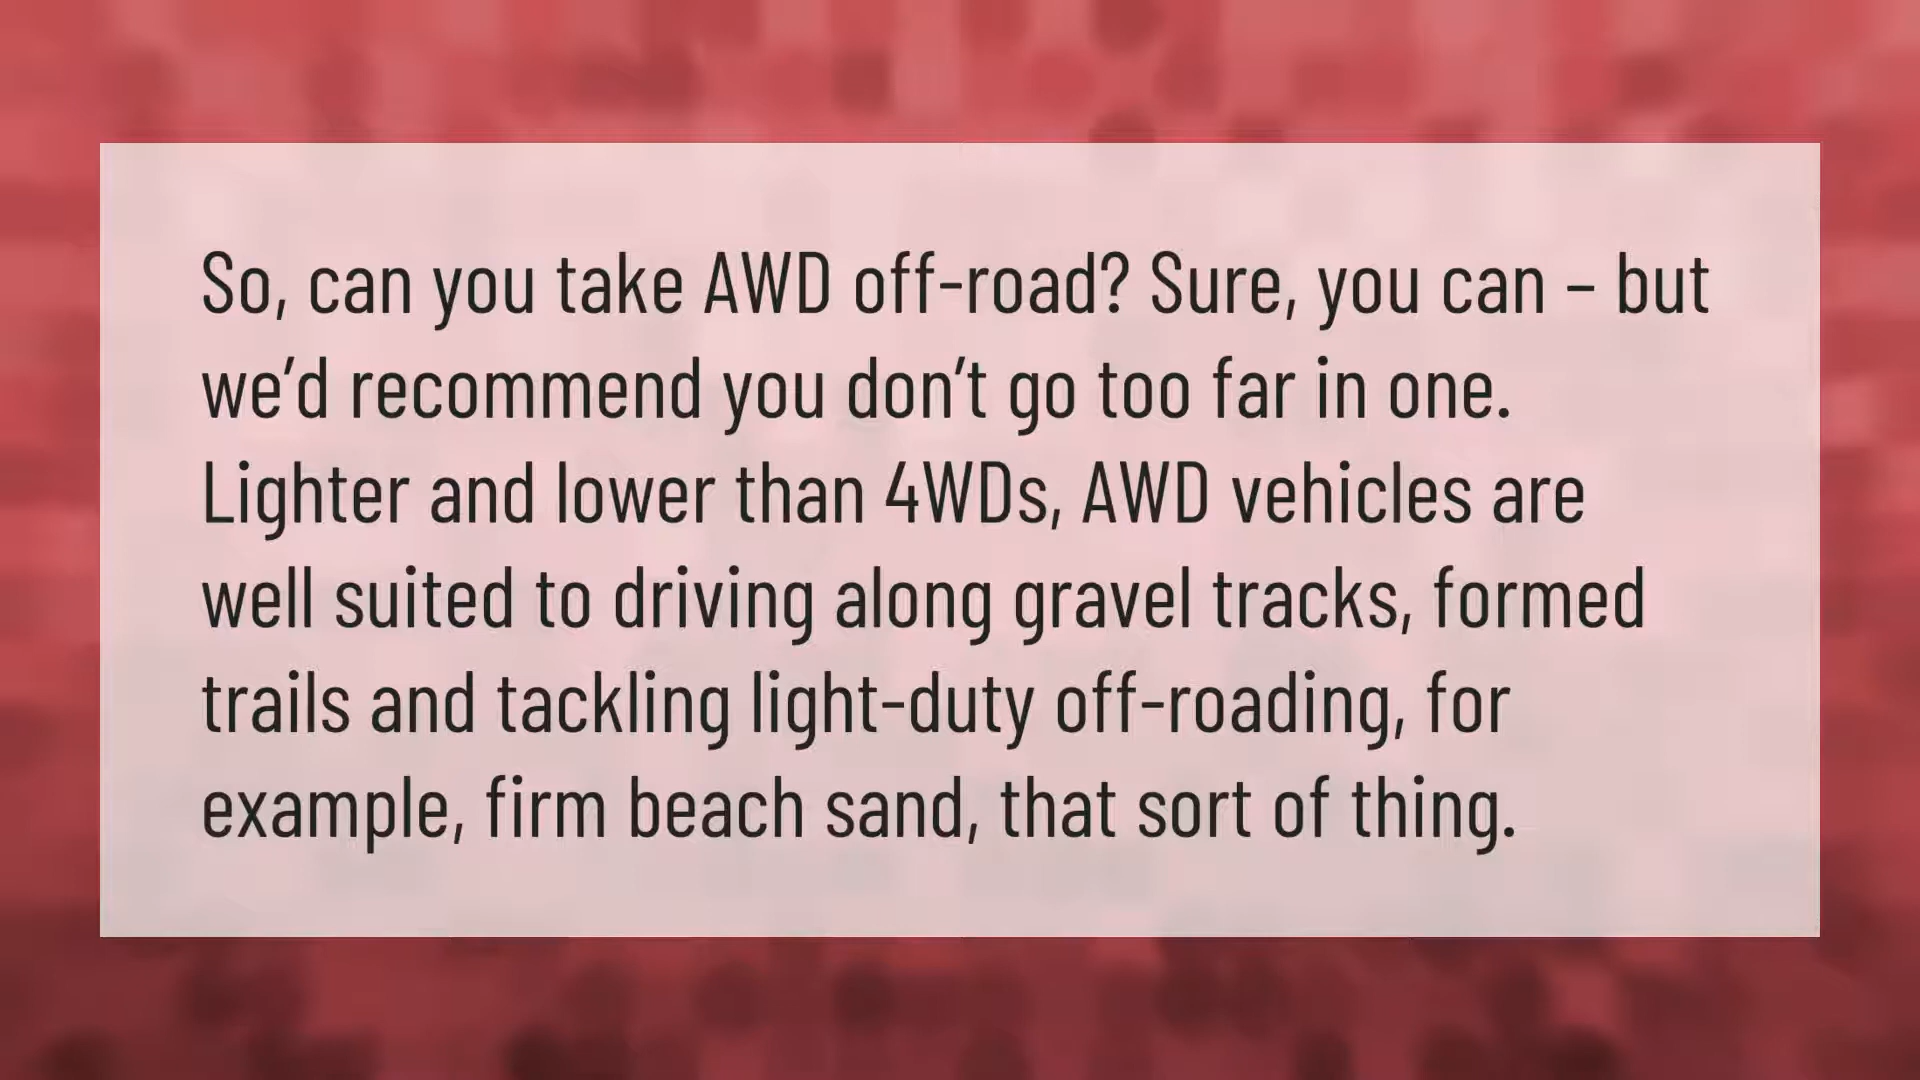 So, can you take AWD off-road? Sure, you can – but
we’d recommend you don’t go too far in one.
Lighter and lower than 4WDs, AWD vehicles are
well suited to driving along gravel tracks, formed
trails and tackling light-duty off-roading, for
example, firm beach sand, that sort of thing.